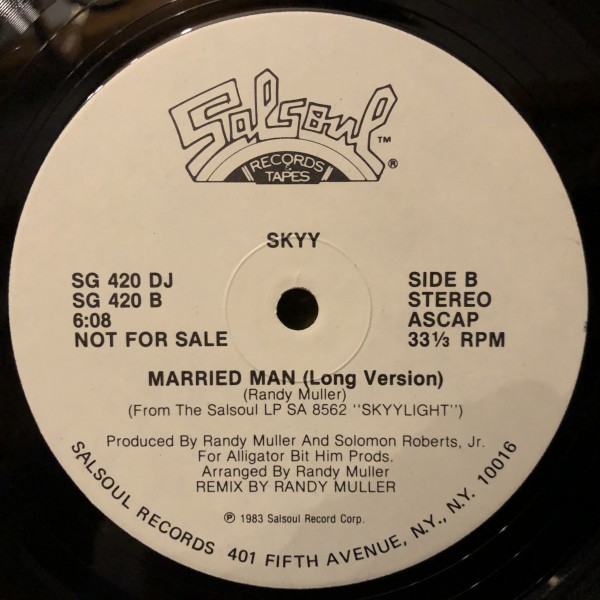 Salsoul TM
RECORDS & TAPES ®
SKYY
SG 420 DJ
SG 420 B
6:08
NOT FOR SALE
SIDE B
STEREO
ASCAP
33 1/3 RPM
MARRIED MAN (Long Version)
(Randy Muller)
(From The Salsoul LP SA 8562 "SKYYLIGHT")
Produced By Randy Muller And Solomon Roberts, Jr.
For Alligator Bit Him Prods.
Arranged By Randy Muller
REMIX BY RANDY MULLER
℗ 1983 Salsoul Record Corp.
SALSOUL RECORDS 401 FIFTH AVENUE, N.Y., N.Y. 10016